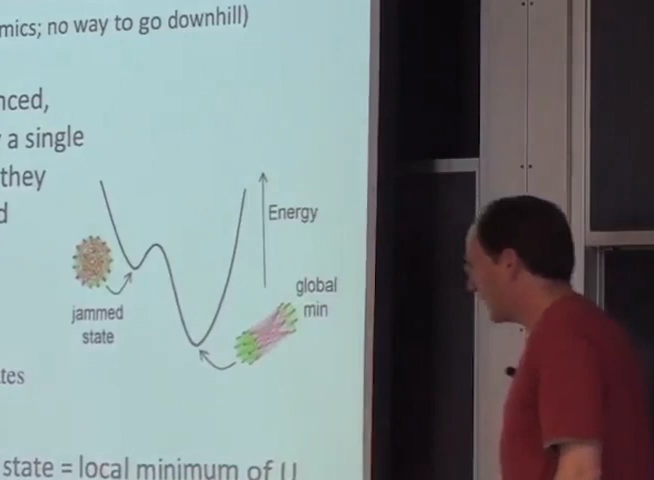 mics; no way to go downhill)
nced,
a single
they
d
Energy
global
min
jammed
state
tes
state = local minimum of U